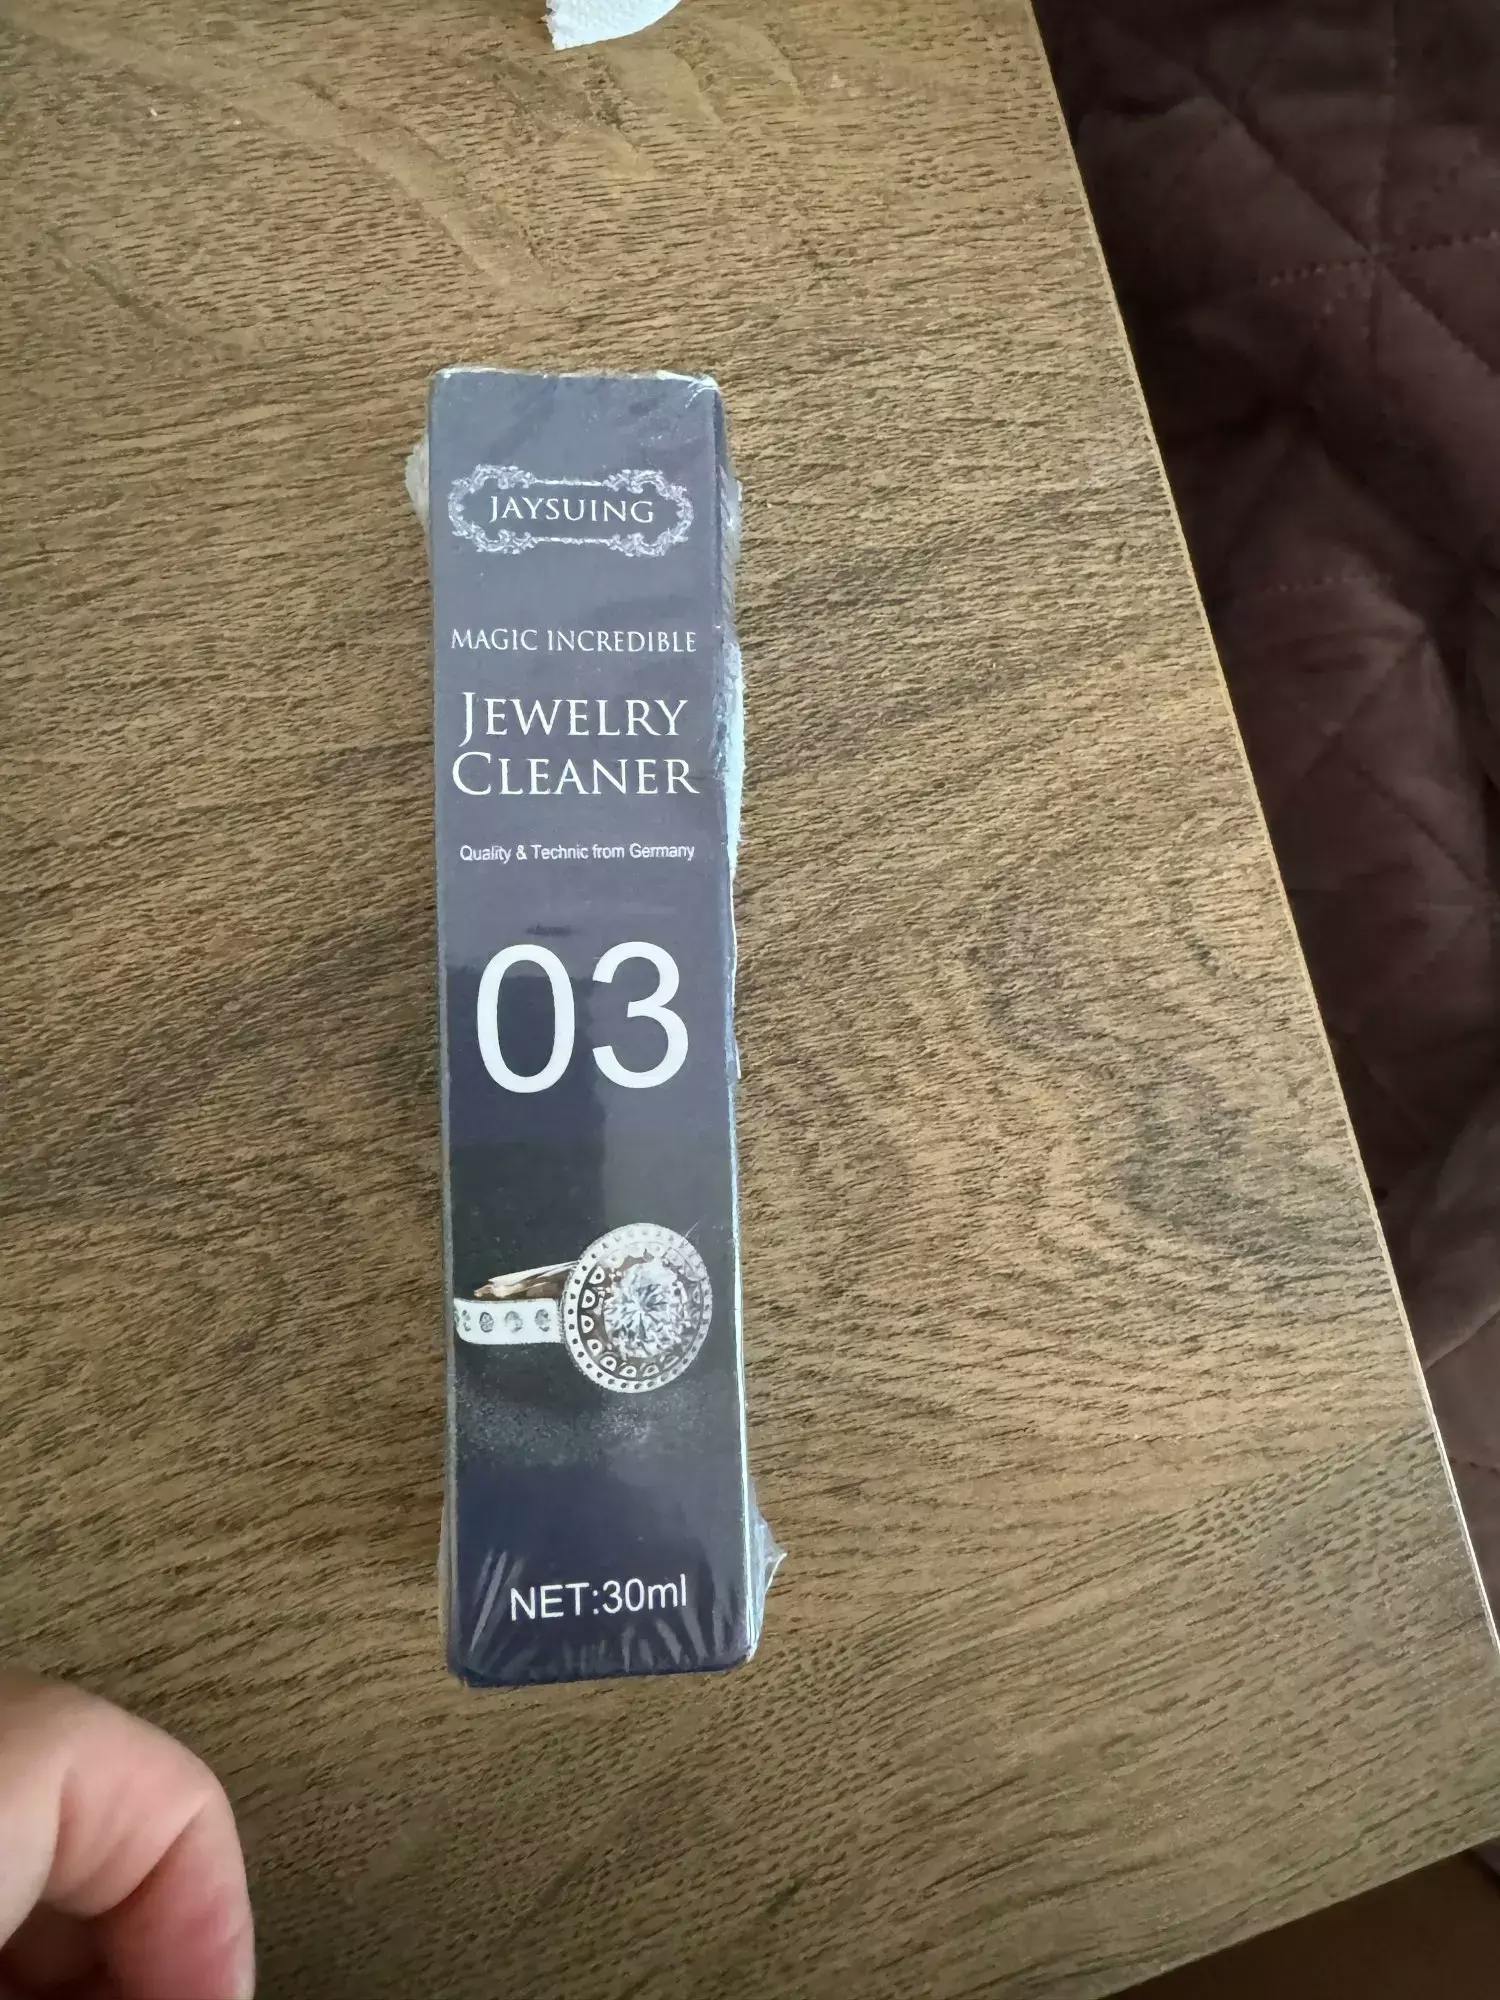 JAYSUING
MAGIC INCREDIBLE
JEWELRY
CLEANER
Quality & Technic from Germany
03
NET:30ml